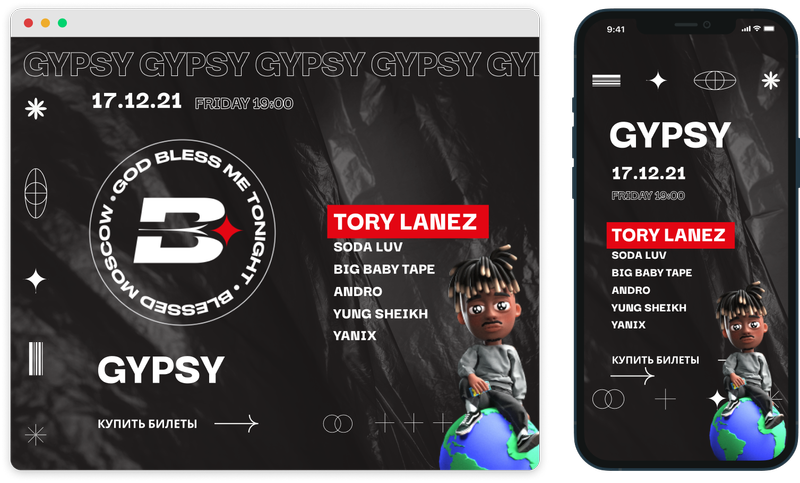 GYPSY GYPSY GYPSY GYPSY GYP
17.12.21 FRIDAY 19:00
GOD BLESS ME TONIGHT • BLESSED MOSCOW •
B
TORY LANEZ
SODA LUV
BIG BABY TAPE
ANDRO
YUNG SHEIKH
YANIX
GYPSY
КУПИТЬ БИЛЕТЫ
9:41
GYPSY
17.12.21
FRIDAY 19:00
TORY LANEZ
SODA LUV
BIG BABY TAPE
ANDRO
YUNG SHEIKH
YANIX
КУПИТЬ БИЛЕТЫ